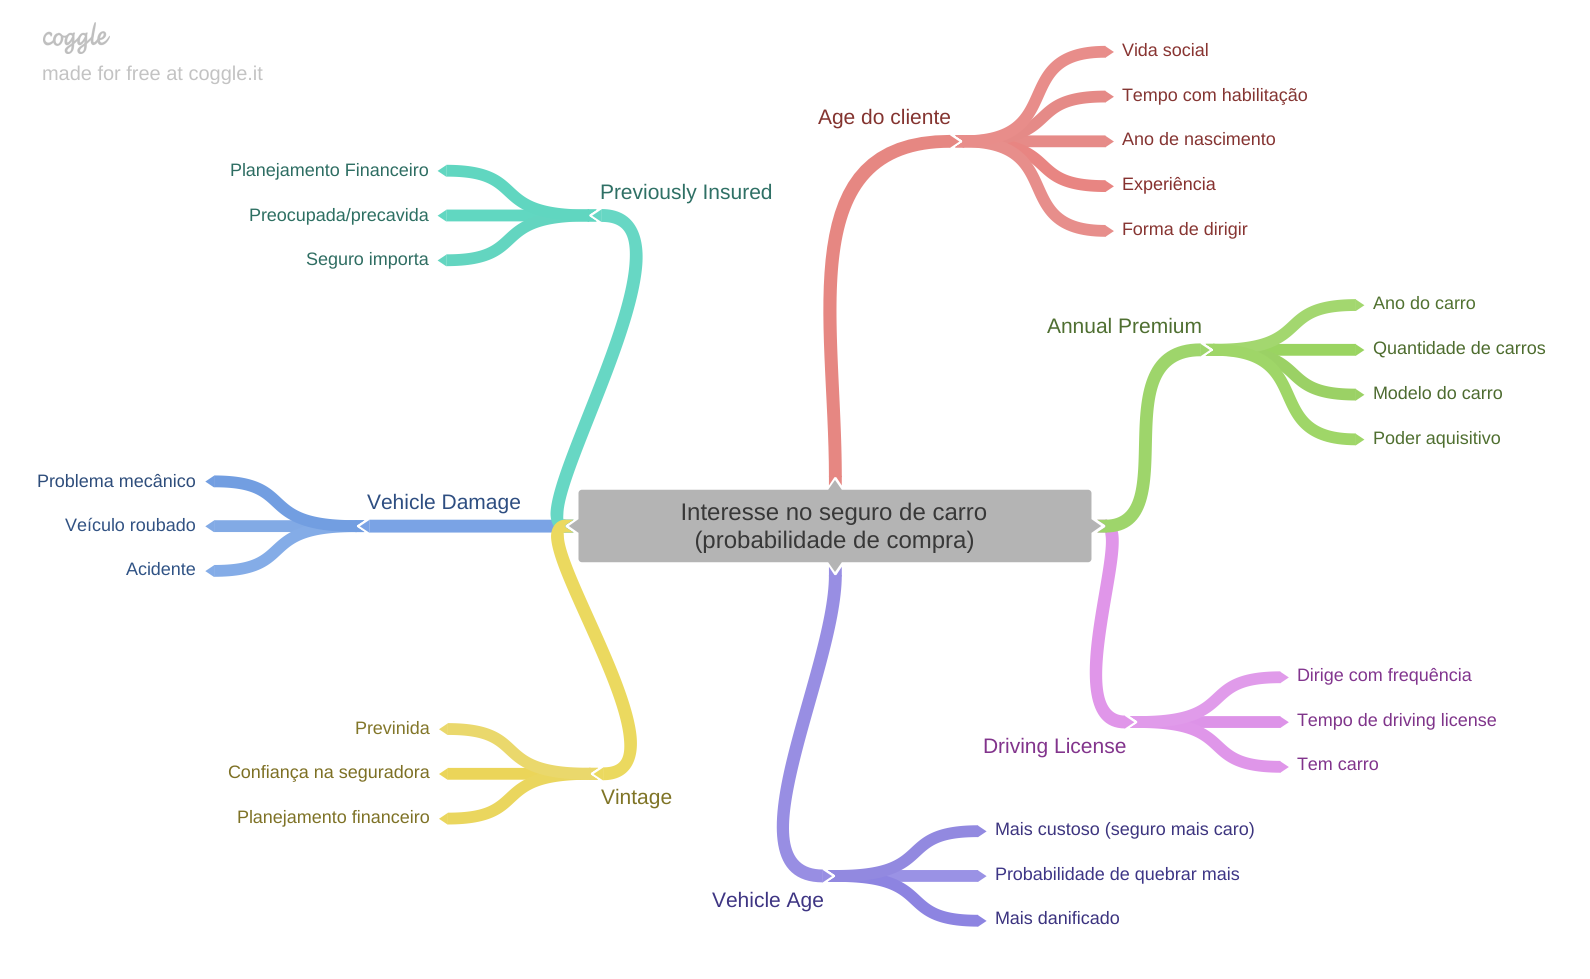 coggle
made for free at coggle.it
Interesse no seguro de carro
(probabilidade de compra)
Age do cliente
Vida social
Tempo com habilitação
Ano de nascimento
Experiência
Forma de dirigir
Annual Premium
Ano do carro
Quantidade de carros
Modelo do carro
Poder aquisitivo
Driving License
Dirige com frequência
Tempo de driving license
Tem carro
Vehicle Age
Mais custoso (seguro mais caro)
Probabilidade de quebrar mais
Mais danificado
Previously Insured
Planejamento Financeiro
Preocupada/precavida
Seguro importa
Vehicle Damage
Problema mecânico
Veículo roubado
Acidente
Vintage
Previnida
Confiança na seguradora
Planejamento financeiro